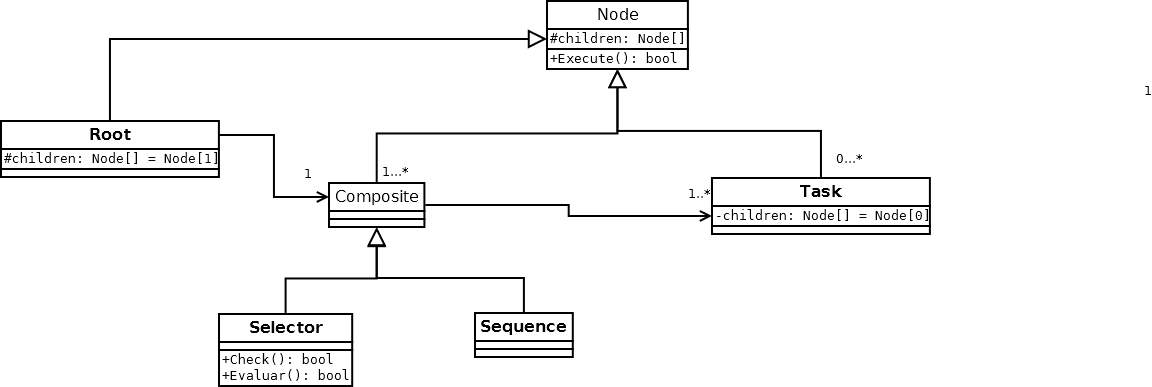 Node
#children: Node[]
+Execute(): bool
1
Root
#children: Node[] = Node[1]
1
1...*
Composite
0...*
1..*
Task
-children: Node[] = Node[0]
Selector
+Check(): bool
+Evaluar(): bool
Sequence